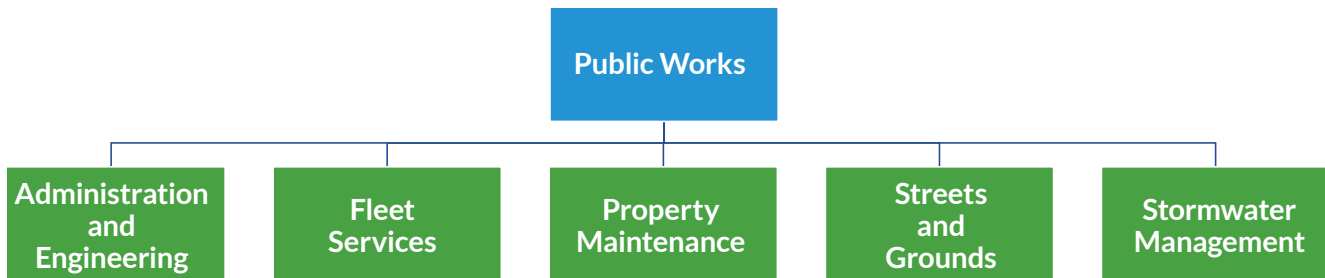 Public Works
Administration
and
Engineering
Fleet
Services
Property
Maintenance
Streets
and
Grounds
Stormwater
Management